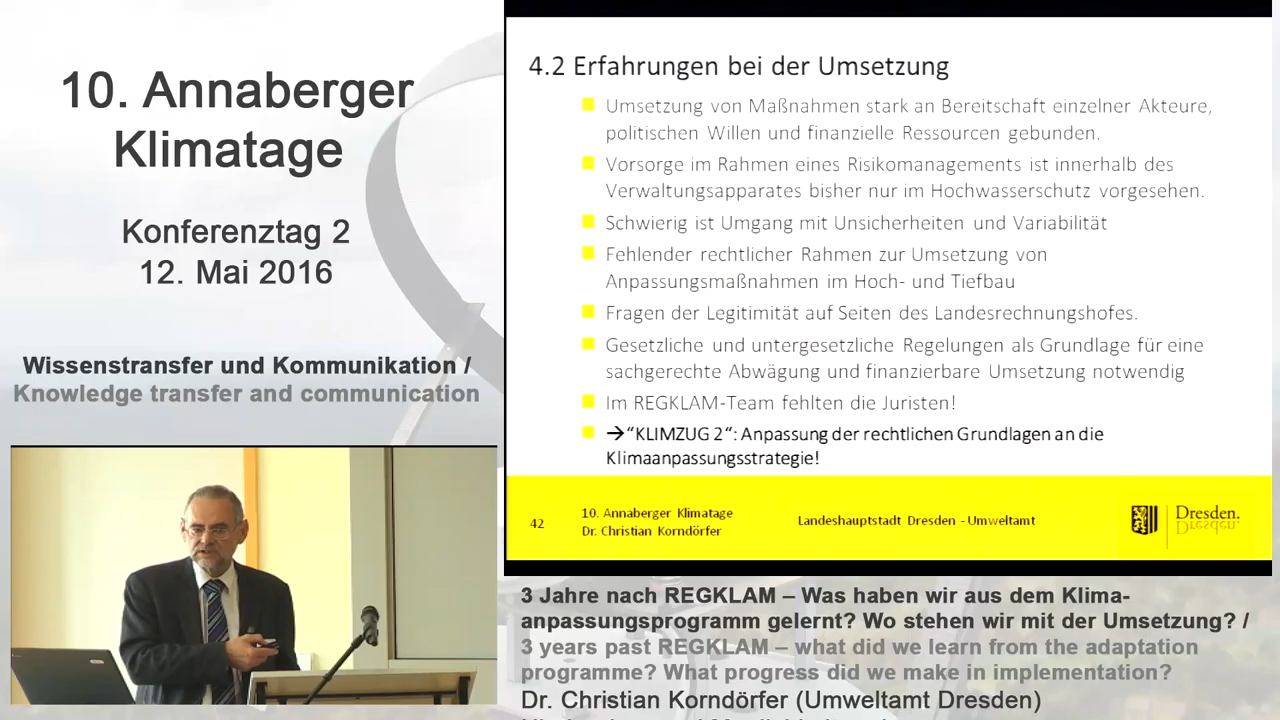 10. Annaberger
Klimatage
Konferenztag 2
12. Mai 2016
Wissenstransfer und Kommunikation /
Knowledge transfer and communication
4.2 Erfahrungen bei der Umsetzung
Umsetzung von Maßnahmen stark an Bereitschaft einzelner Akteure,
politischen Willen und finanzielle Ressourcen gebunden.
Vorsorge im Rahmen eines Risikomanagements ist innerhalb des
Verwaltungsapparates bisher nur im Hochwasserschutz vorgesehen.
Schwierig ist Umgang mit Unsicherheiten und Variabilität
Fehlender rechtlicher Rahmen zur Umsetzung von
Anpassungsmaßnahmen im Hoch- und Tiefbau
Fragen der Legitimität auf Seiten des Landesrechnungshofes.
Gesetzliche und untergesetzliche Regelungen als Grundlage für eine
sachgerechte Abwägung und finanzierbare Umsetzung notwendig
Im REGKLAM-Team fehlten die Juristen!
→“KLIMZUG 2“: Anpassung der rechtlichen Grundlagen an die
Klimaanpassungsstrategie!
42
10. Annaberger Klimatage
Dr. Christian Korndörfer
Landeshauptstadt Dresden - Umweltamt
Dresden.
3 Jahre nach REGKLAM – Was haben wir aus dem Klima-
anpassungsprogramm gelernt? Wo stehen wir mit der Umsetzung? /
3 years past REGKLAM – what did we learn from the adaptation
programme? What progress did we make in implementation?
Dr. Christian Korndörfer (Umweltamt Dresden)